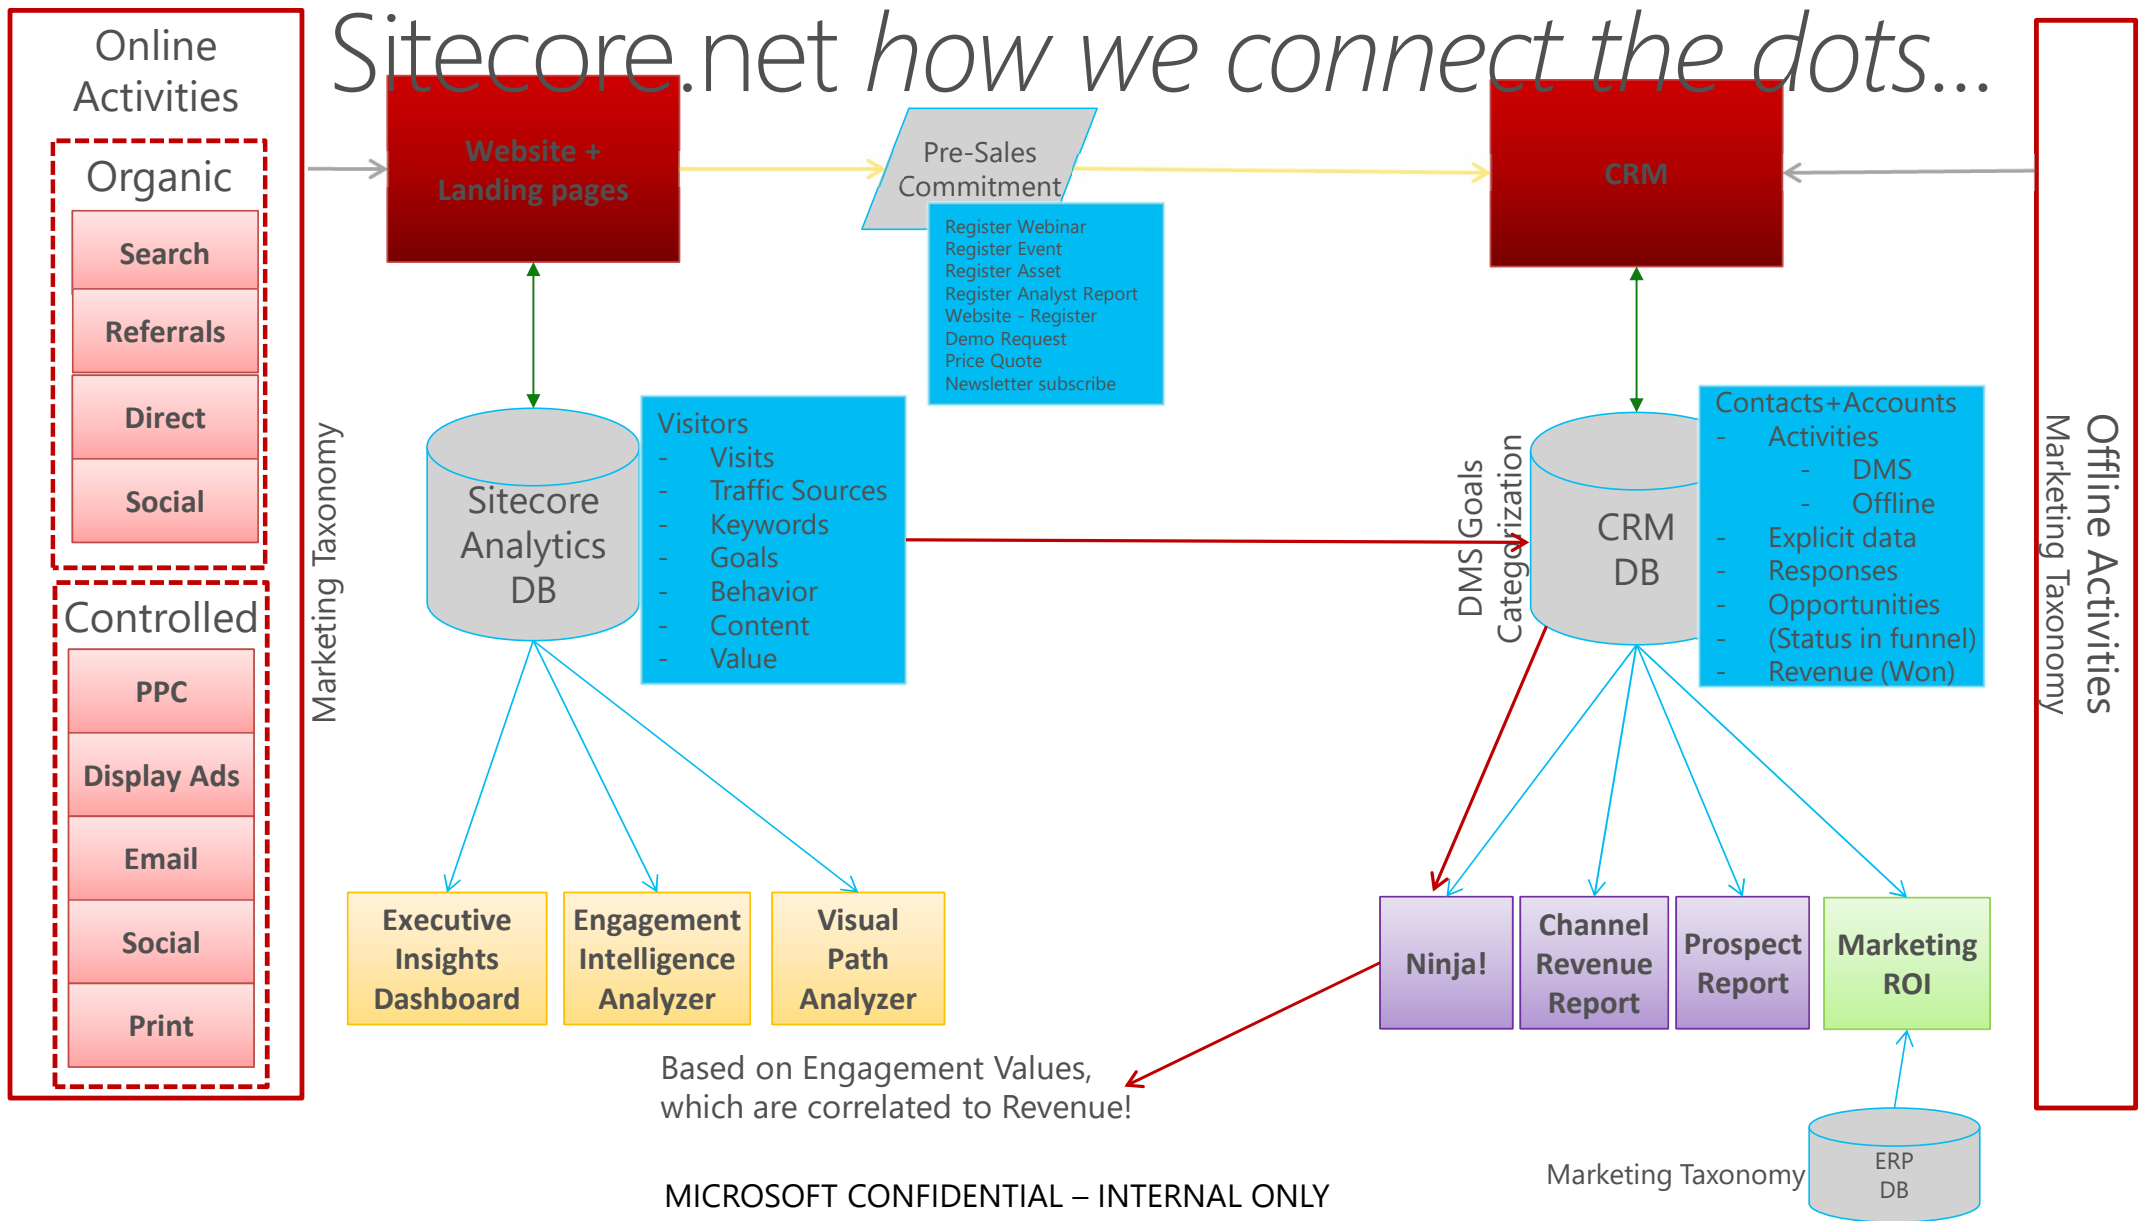 Sitecore.net how we connect the dots...
Online
Activities
Organic
Search
Referrals
Direct
Social
Controlled
PPC
Display Ads
Email
Social
Print
Marketing Taxonomy
Website +
Landing pages
Pre-Sales
Commitment
Register Webinar
Register Event
Register Asset
Register Analyst Report
Website - Register
Demo Request
Price Quote
Newsletter subscribe
CRM
Sitecore
Analytics
DB
Visitors
- Visits
- Traffic Sources
- Keywords
- Goals
- Behavior
- Content
- Value
DMS Goals
Categorization
CRM
DB
Contacts+Accounts
- Activities
- DMS
- Offline
- Explicit data
- Responses
- Opportunities
- (Status in funnel)
- Revenue (Won)
Offline Activities
Marketing Taxonomy
Executive
Insights
Dashboard
Engagement
Intelligence
Analyzer
Visual
Path
Analyzer
Ninja!
Channel
Revenue
Report
Prospect
Report
Marketing
ROI
Based on Engagement Values,
which are correlated to Revenue!
Marketing Taxonomy
ERP
DB
MICROSOFT CONFIDENTIAL – INTERNAL ONLY